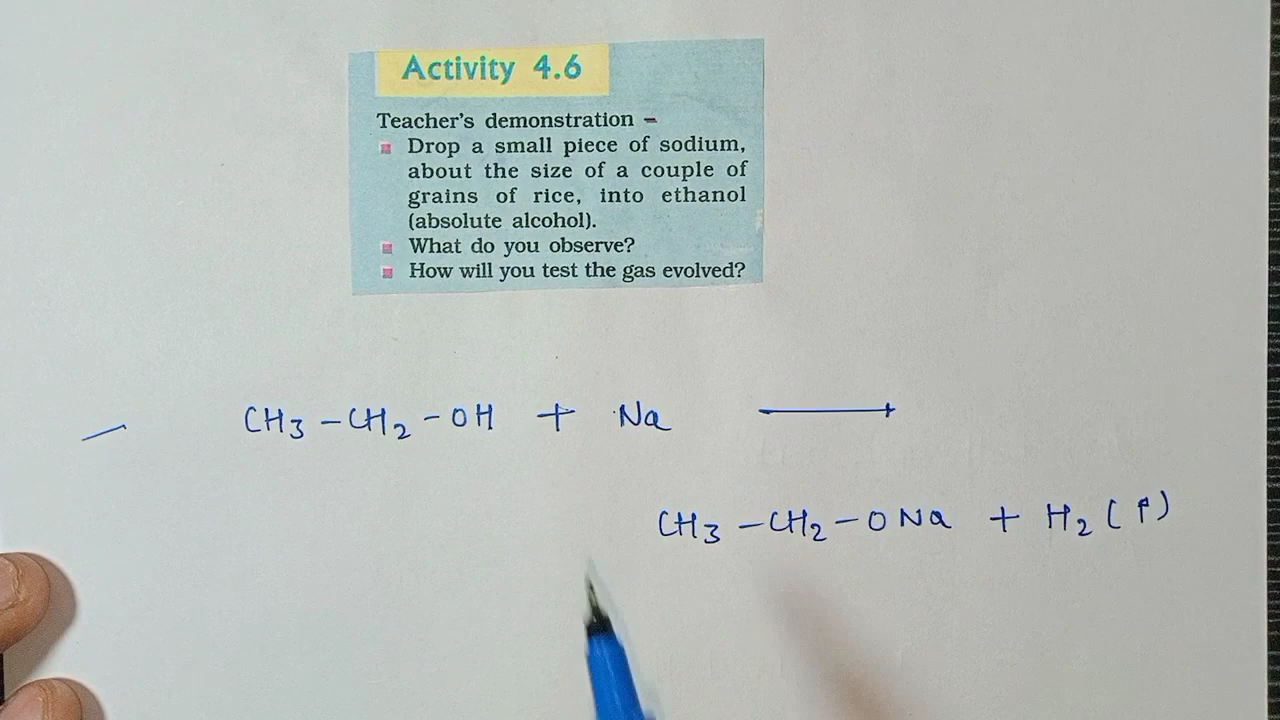 Activity 4.6
Teacher's demonstration –
▪ Drop a small piece of sodium,
about the size of a couple of
grains of rice, into ethanol
(absolute alcohol).
▪ What do you observe?
▪ How will you test the gas evolved?
CH₃ – CH₂ – OH + Na ⟶
CH₃ – CH₂ – O Na + H₂ (↑)